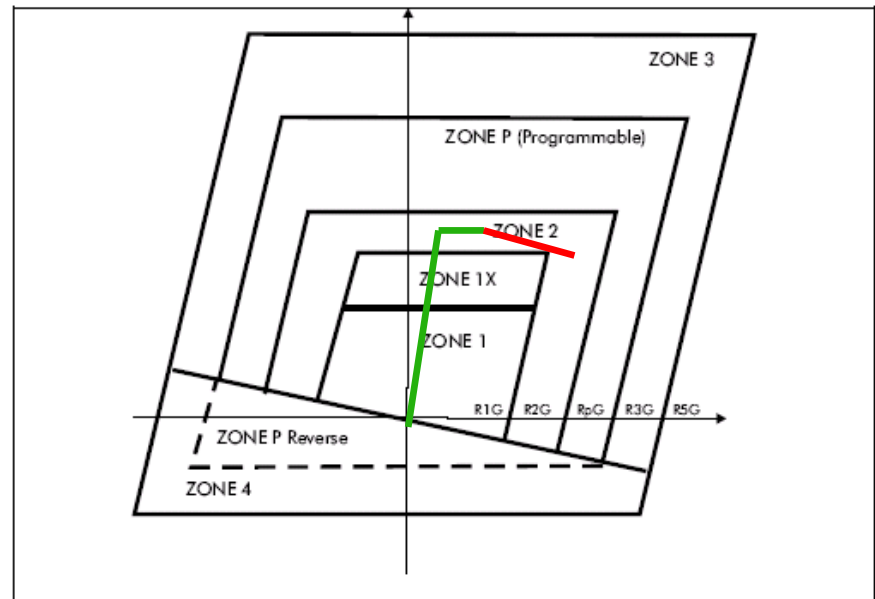 ZONE 3
ZONE P (Programmable)
ZONE 2
ZONE 1X
ZONE 1
R1G R2G RpG R3G R5G
ZONE P Reverse
ZONE 4